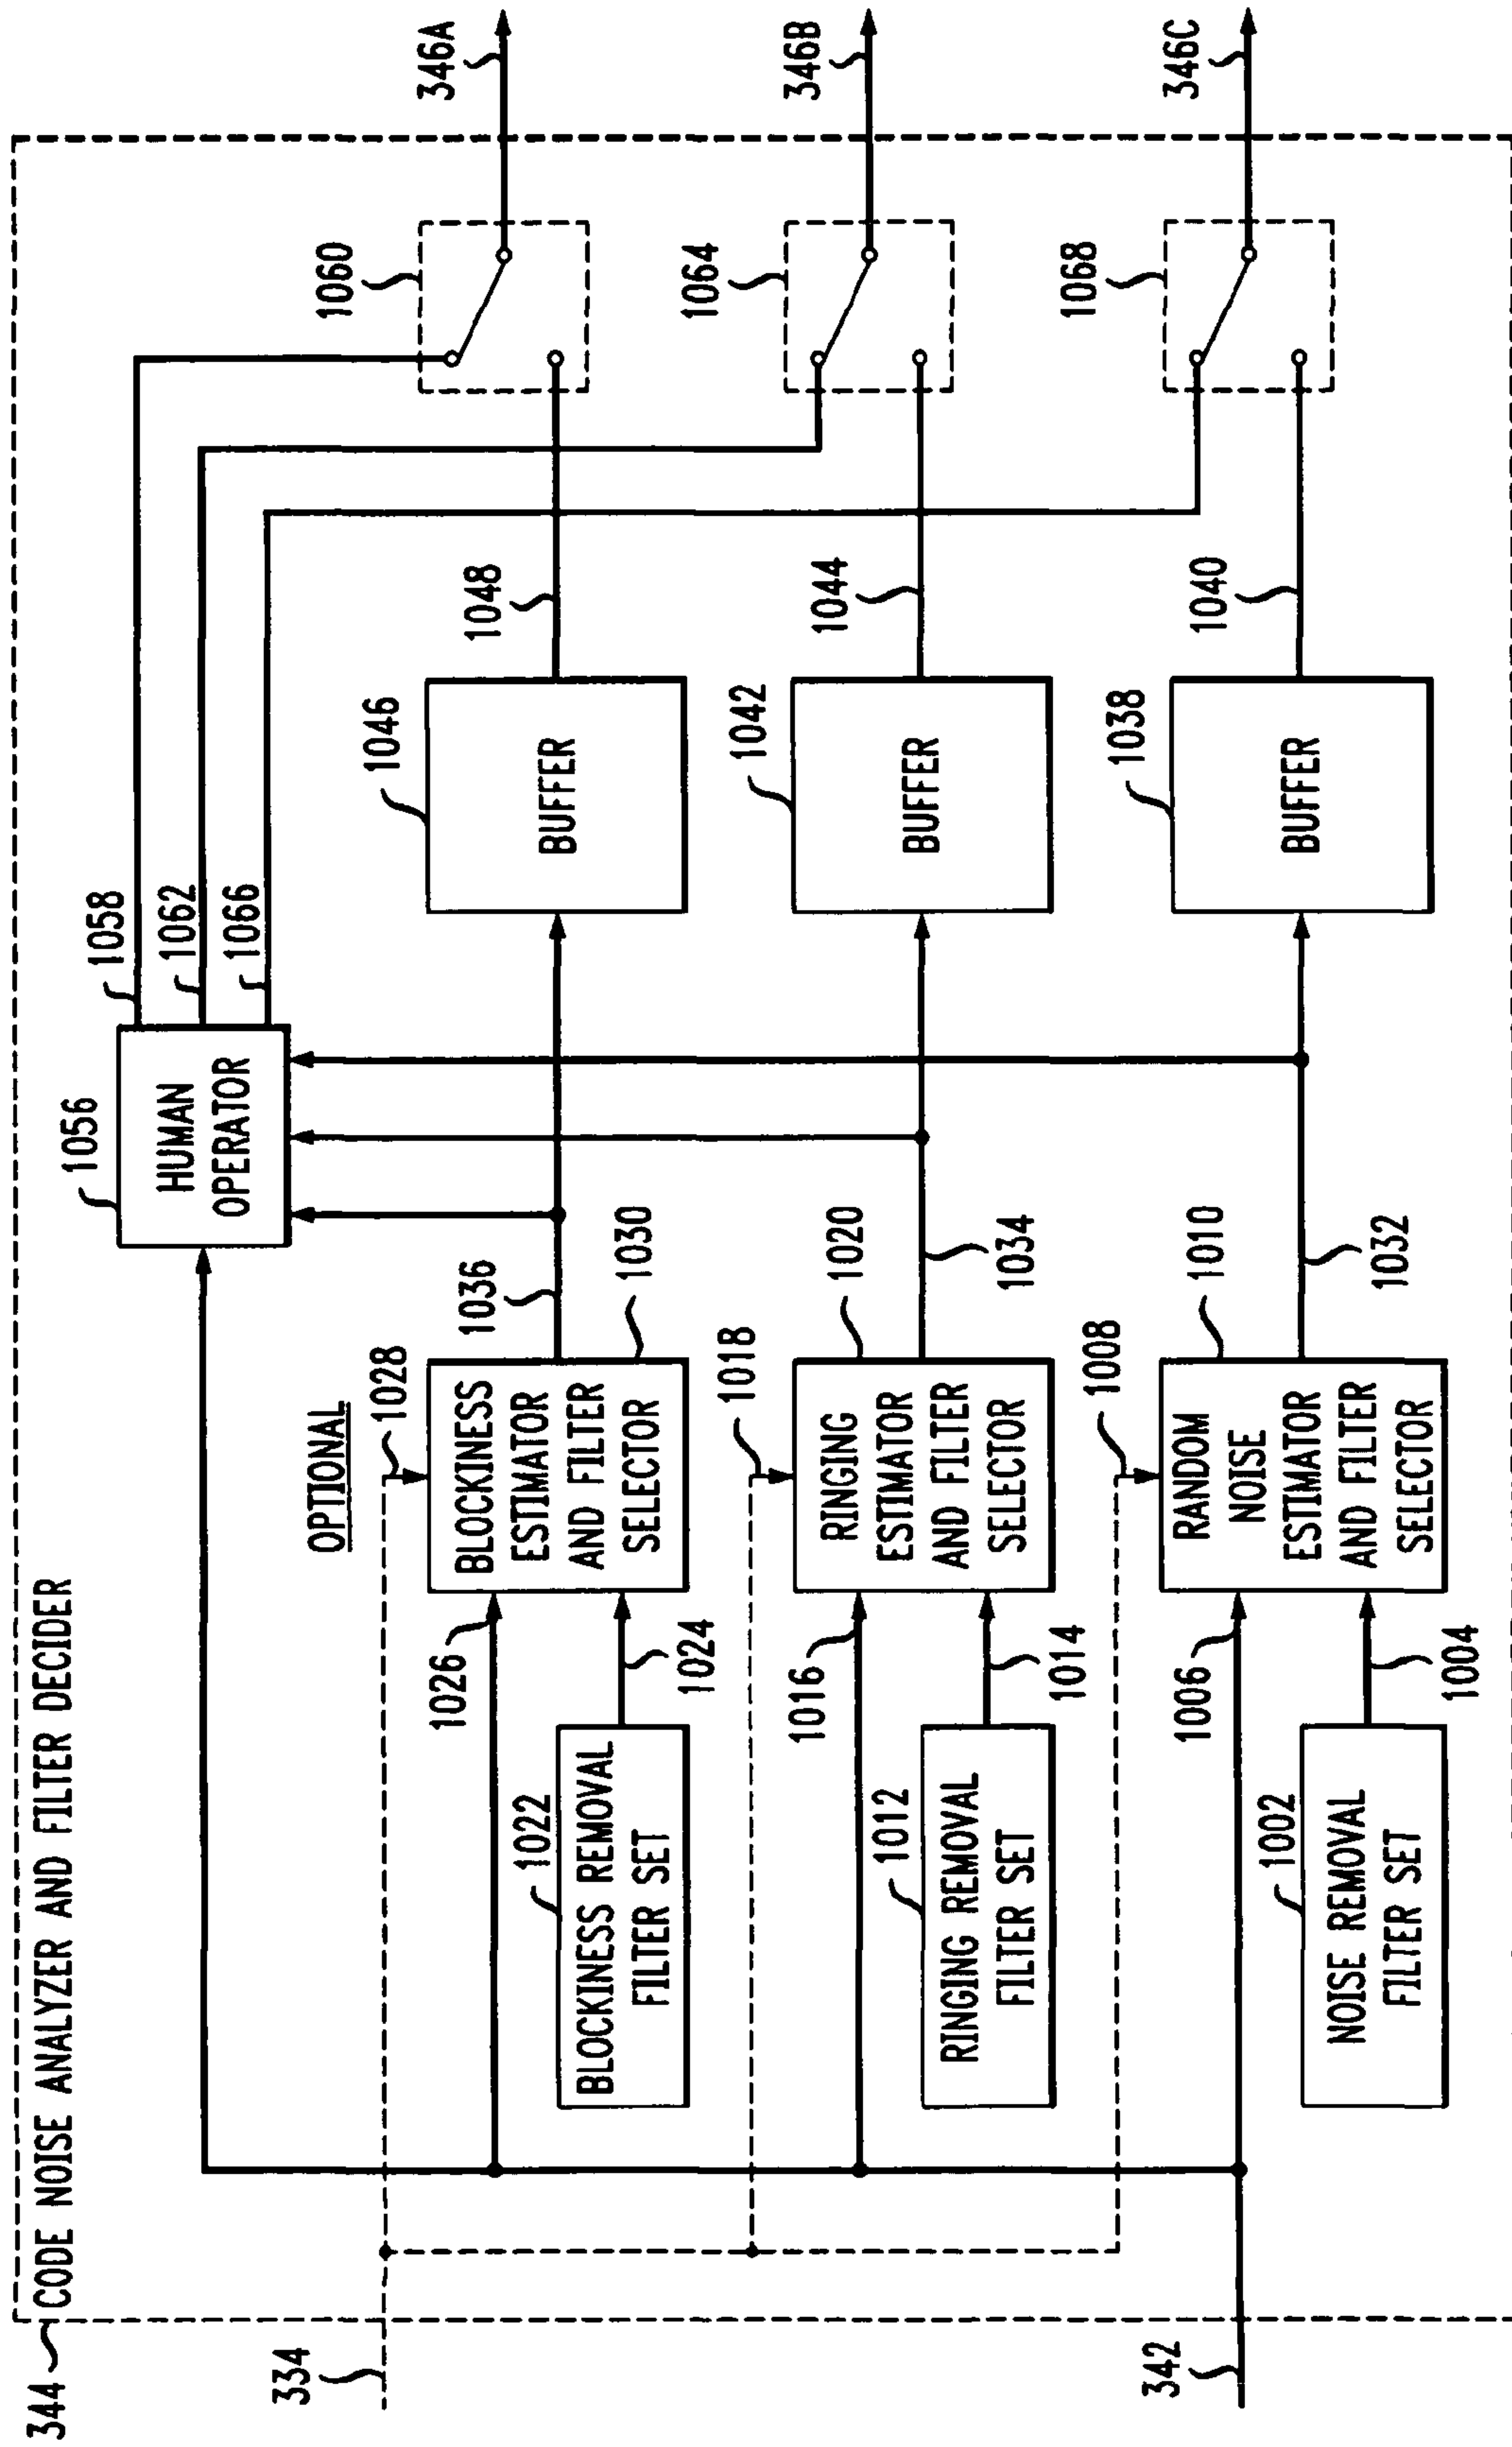 344
CODE NOISE ANALYZER AND FILTER DECIDER
334
342
1056
HUMAN
OPERATOR
1058
1062
1066
OPTIONAL
1028
1022
BLOCKINESS REMOVAL
FILTER SET
1026
1024
BLOCKINESS
ESTIMATOR
AND FILTER
SELECTOR
1036
1030
1046
BUFFER
1048
1060
346A
1018
1012
RINGING REMOVAL
FILTER SET
1016
1014
RINGING
ESTIMATOR
AND FILTER
SELECTOR
1020
1034
1042
BUFFER
1044
1064
346B
1008
1002
NOISE REMOVAL
FILTER SET
1006
1004
RANDOM
NOISE
ESTIMATOR
AND FILTER
SELECTOR
1010
1032
1038
BUFFER
1040
1068
346C